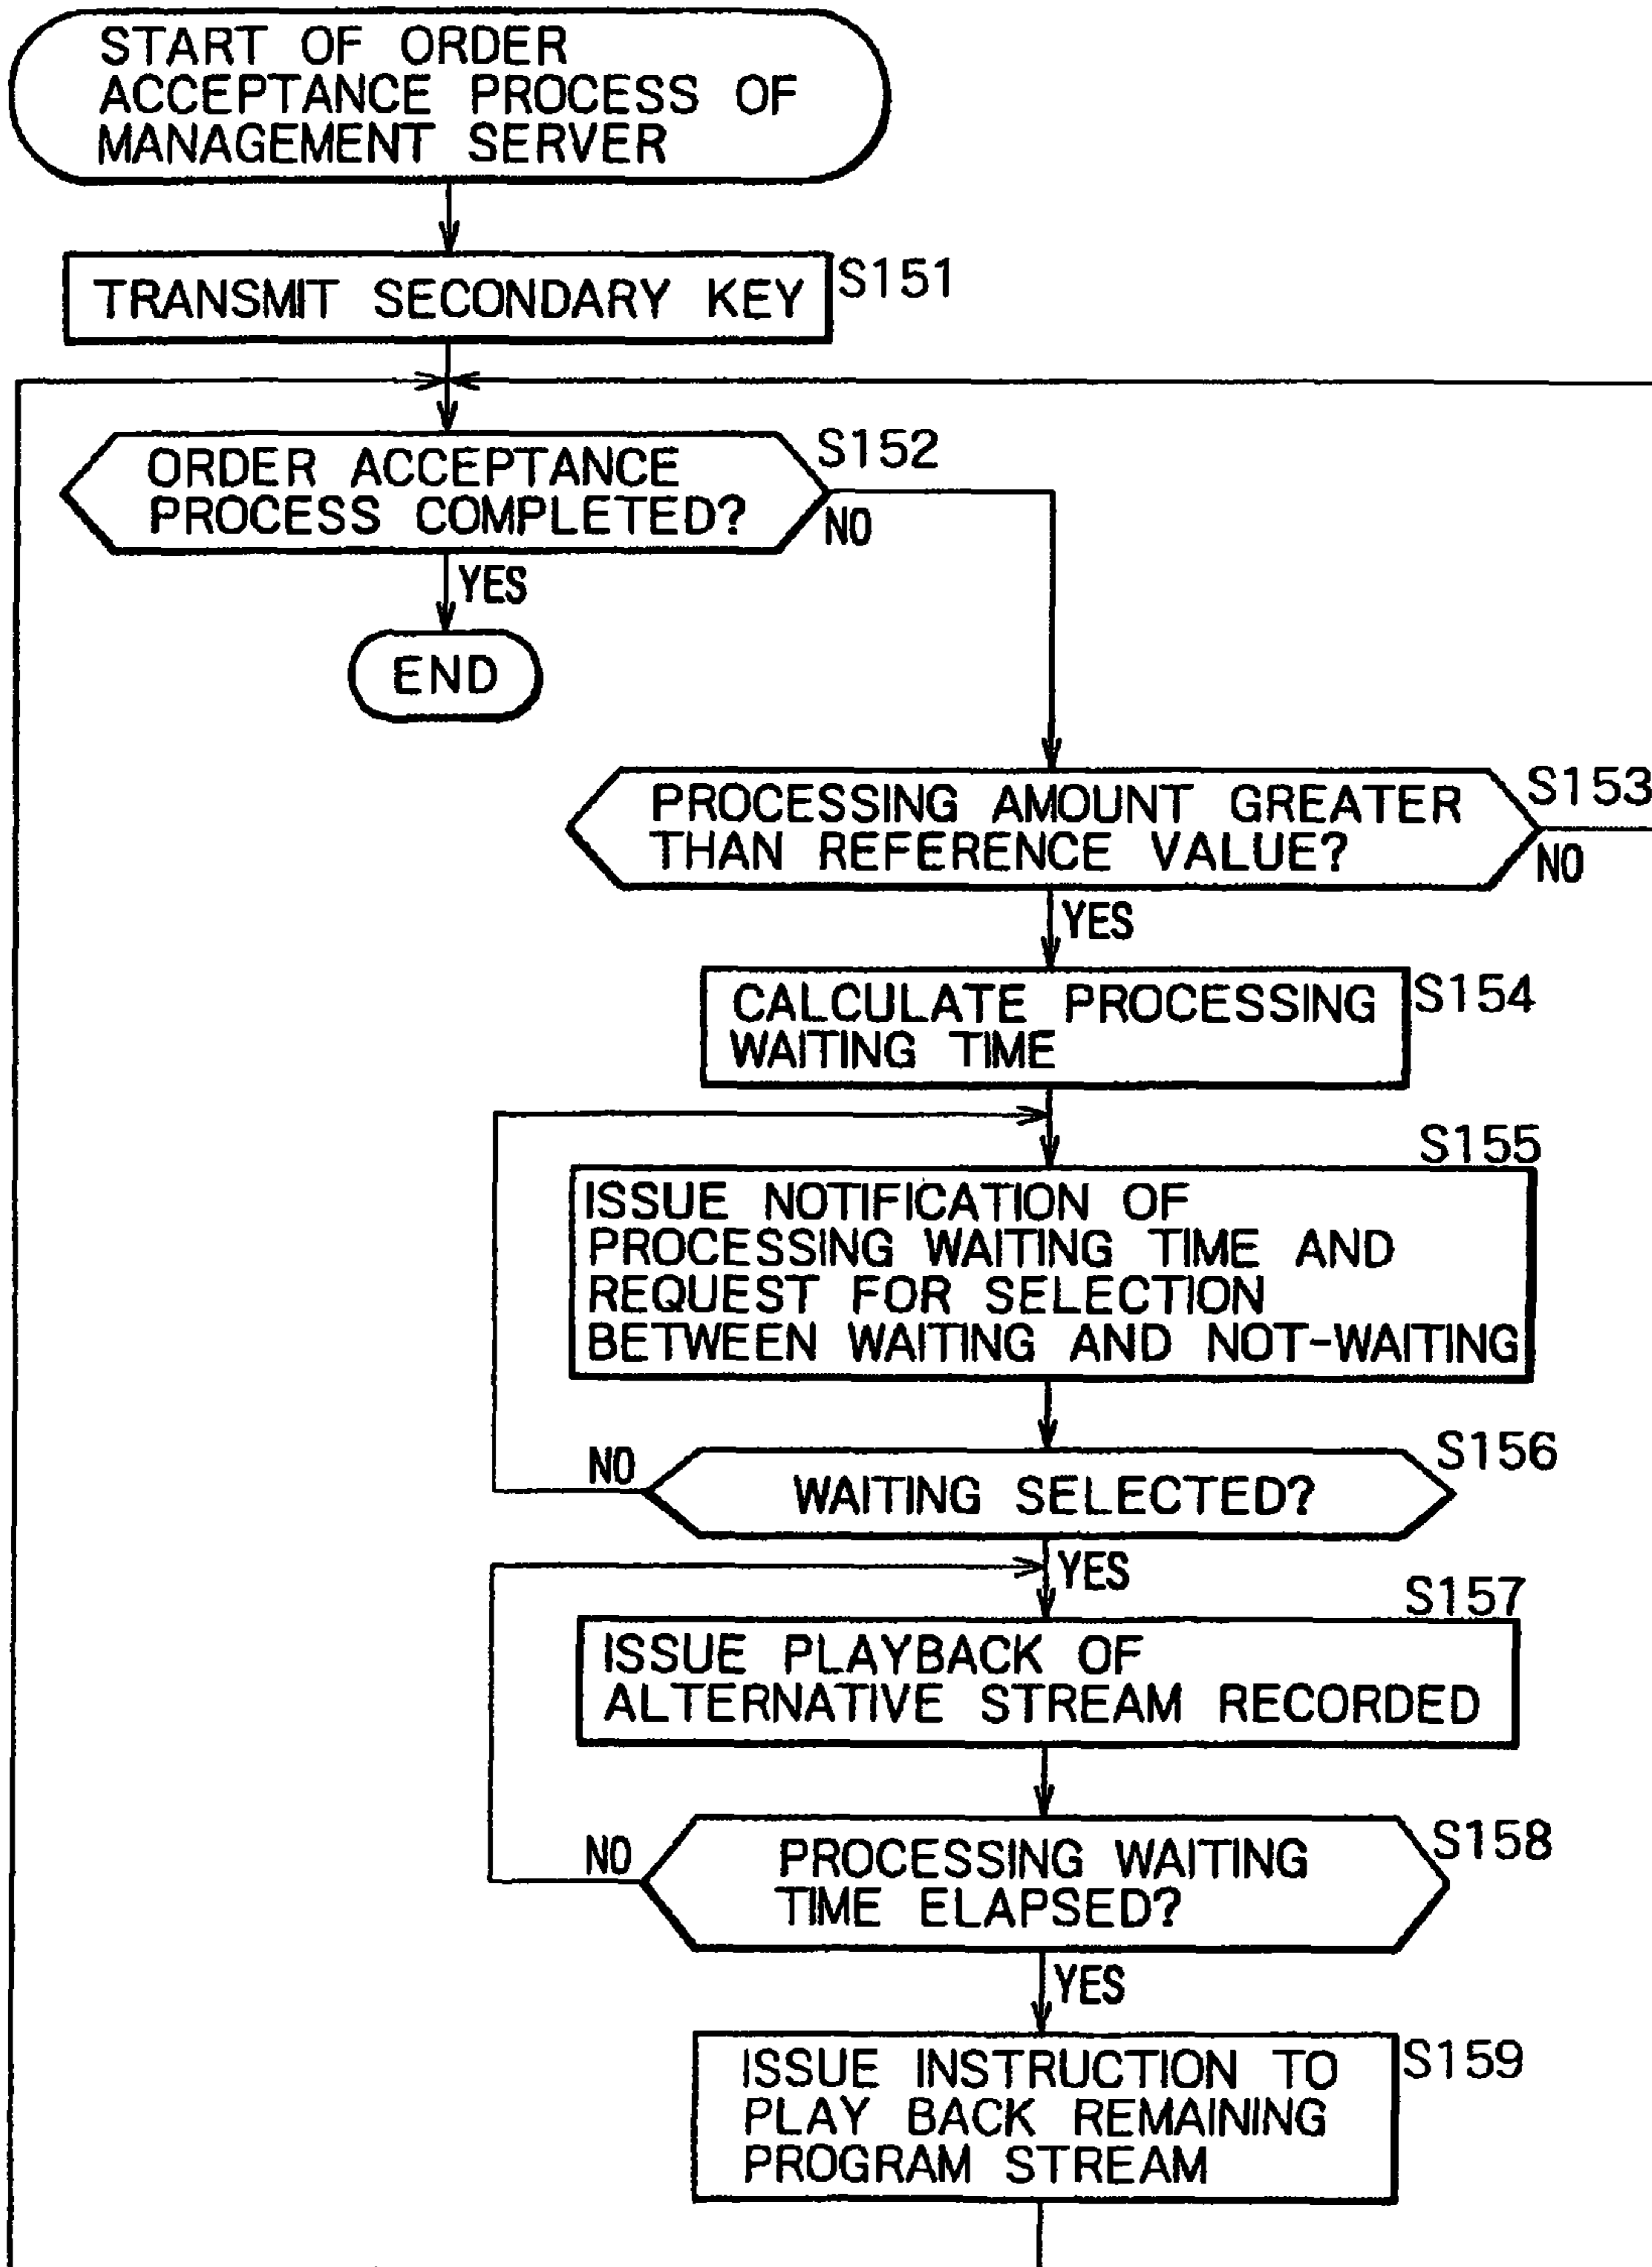 START OF ORDER
ACCEPTANCE PROCESS OF
MANAGEMENT SERVER
TRANSMIT SECONDARY KEY
S151
ORDER ACCEPTANCE
PROCESS COMPLETED?
S152
NO
YES
END
PROCESSING AMOUNT GREATER
THAN REFERENCE VALUE?
S153
NO
YES
CALCULATE PROCESSING
WAITING TIME
S154
S155
ISSUE NOTIFICATION OF
PROCESSING WAITING TIME AND
REQUEST FOR SELECTION
BETWEEN WAITING AND NOT-WAITING
NO
WAITING SELECTED?
S156
YES
S157
ISSUE PLAYBACK OF
ALTERNATIVE STREAM RECORDED
NO
PROCESSING WAITING
TIME ELAPSED?
S158
YES
ISSUE INSTRUCTION TO
PLAY BACK REMAINING
PROGRAM STREAM
S159